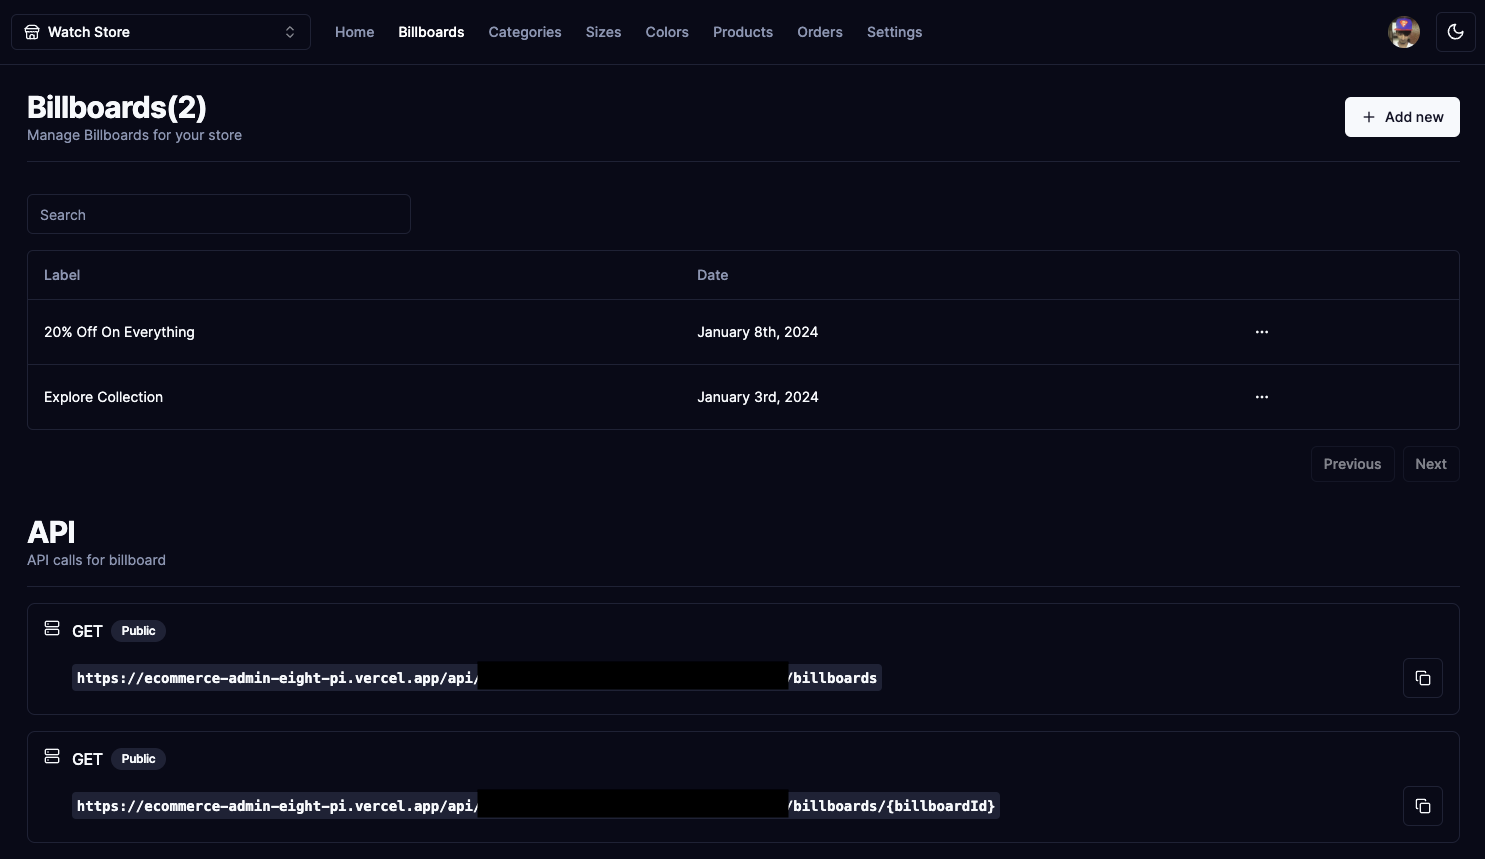 Watch Store
Home Billboards Categories Sizes Colors Products Orders Settings
Billboards(2)
Manage Billboards for your store
Add new
Search
Label Date
20% Off On Everything January 8th, 2024
Explore Collection January 3rd, 2024
Previous Next
API
API calls for billboard
GET Public
https://ecommerce-admin-eight-pi.vercel.app/api/ /billboards
GET Public
https://ecommerce-admin-eight-pi.vercel.app/api/ /billboards/{billboardId}